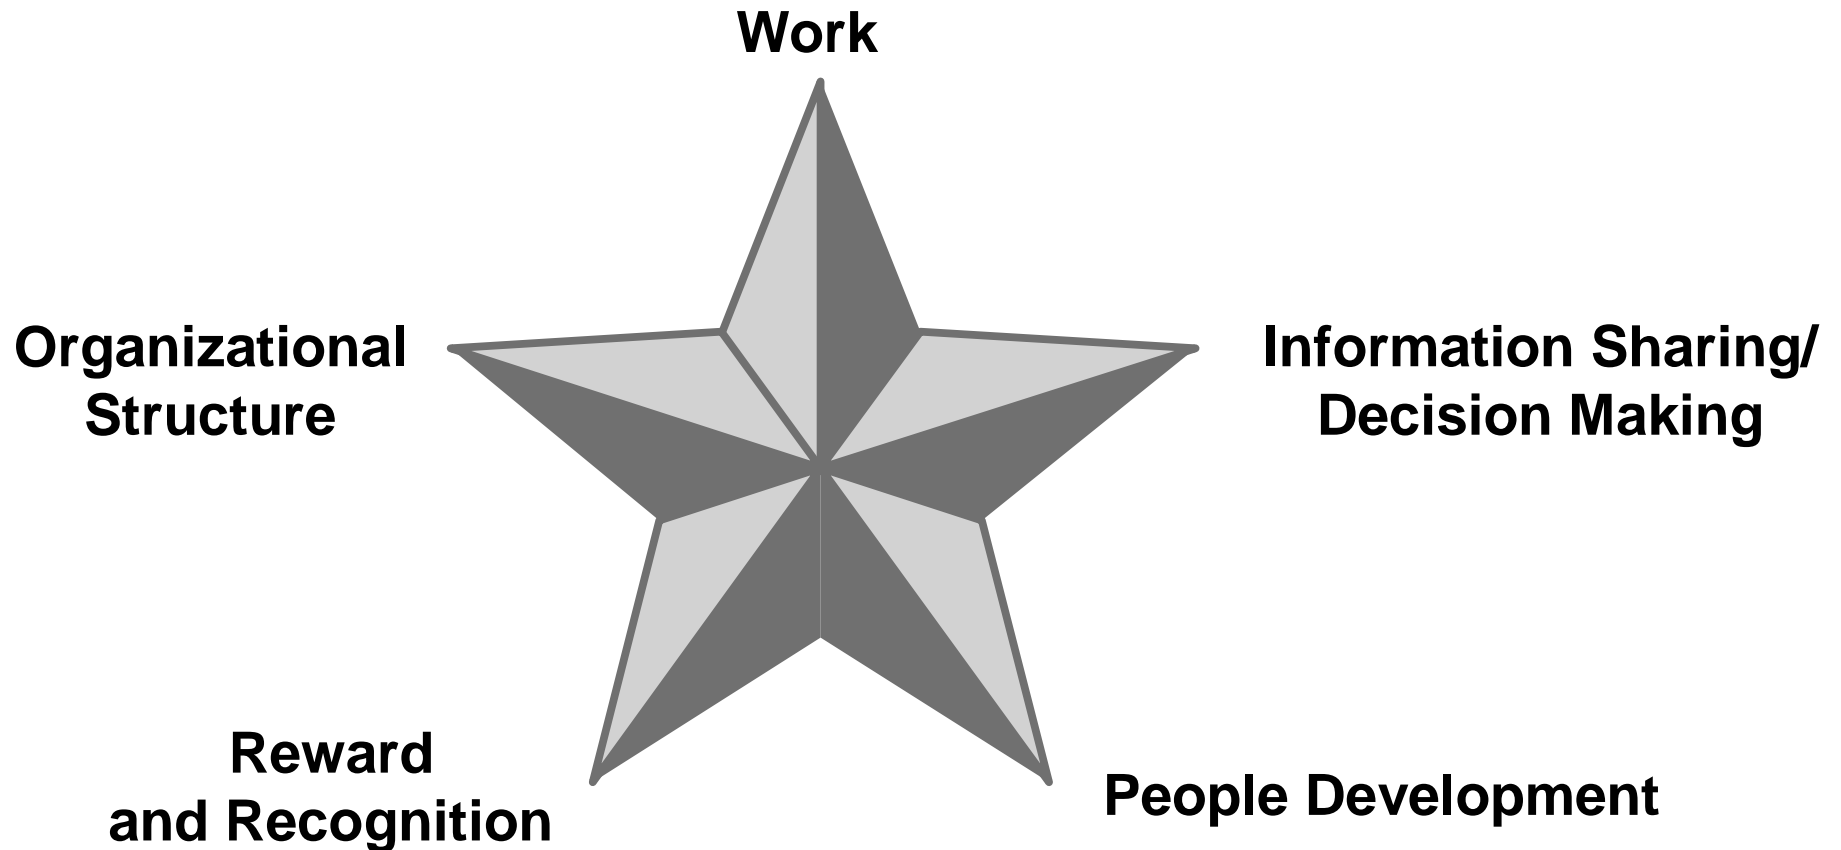 Work
Organizational
Structure
Information Sharing/
Decision Making
Reward
and Recognition
People Development